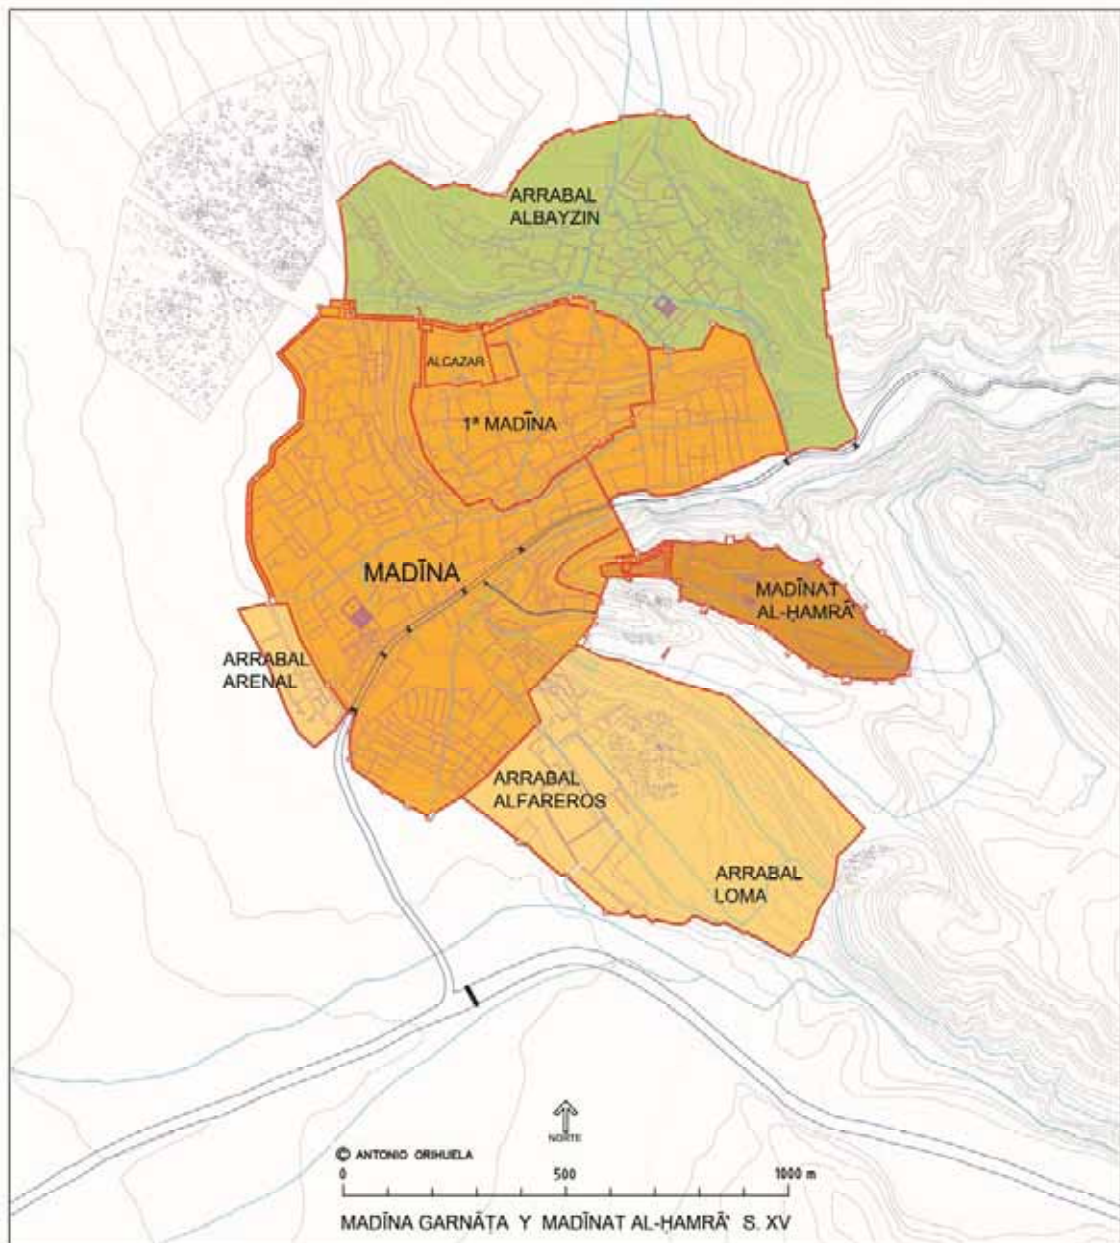 ARRABAL
ALBAYZIN
ALCAZAR
1ª MADĪNA
MADĪNA
MADĪNAT
AL-ḤAMRĀ'
ARRABAL
ARENAL
ARRABAL
ALFAREROS
ARRABAL
LOMA
NORTE
© ANTONIO ORIHUELA
0 500 1000 m
MADĪNA GARNĀṬA Y MADĪNAT AL-ḤAMRĀ' S. XV